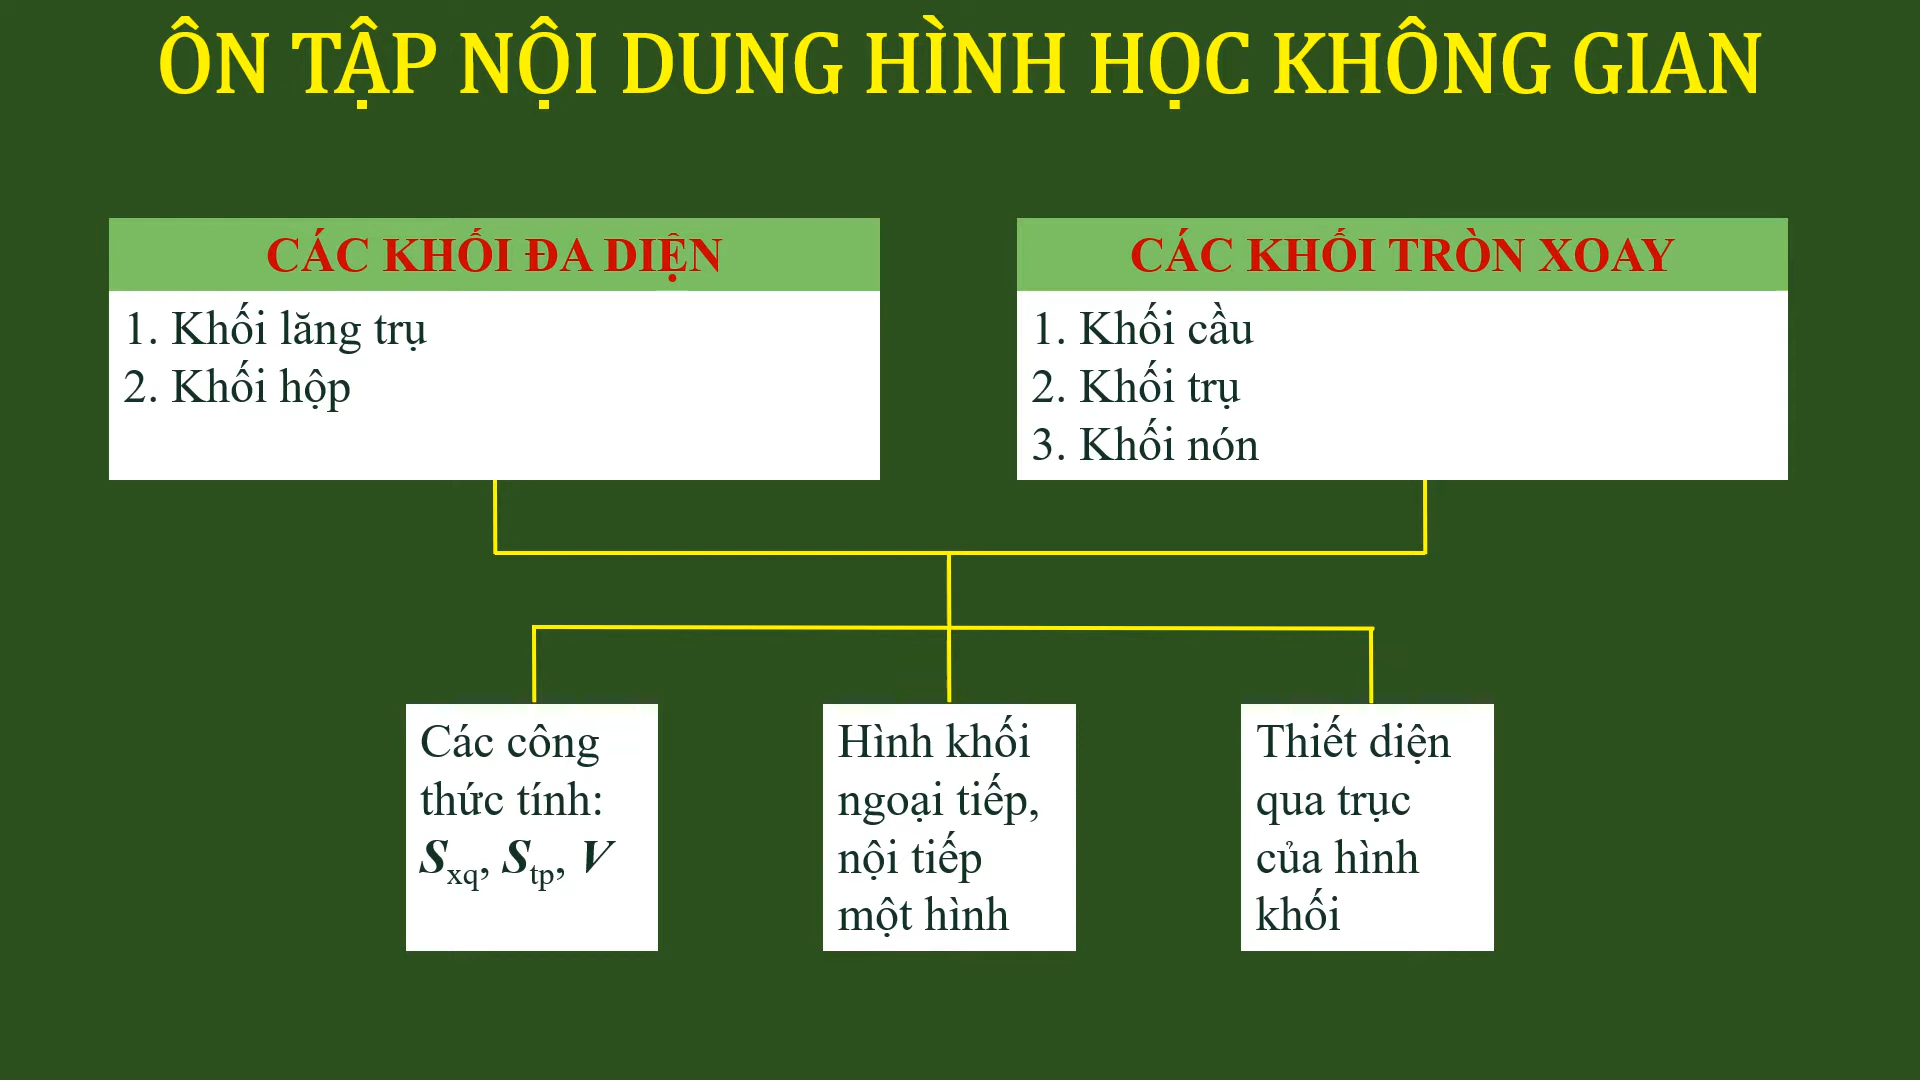 ÔN TẬP NỘI DUNG HÌNH HỌC KHÔNG GIAN
CÁC KHỐI ĐA DIỆN
1. Khối lăng trụ
2. Khối hộp
CÁC KHỐI TRÒN XOAY
1. Khối cầu
2. Khối trụ
3. Khối nón
Các công
thức tính:
Sxq, Stp, V
Hình khối
ngoại tiếp,
nội tiếp
một hình
Thiết diện
qua trục
của hình
khối